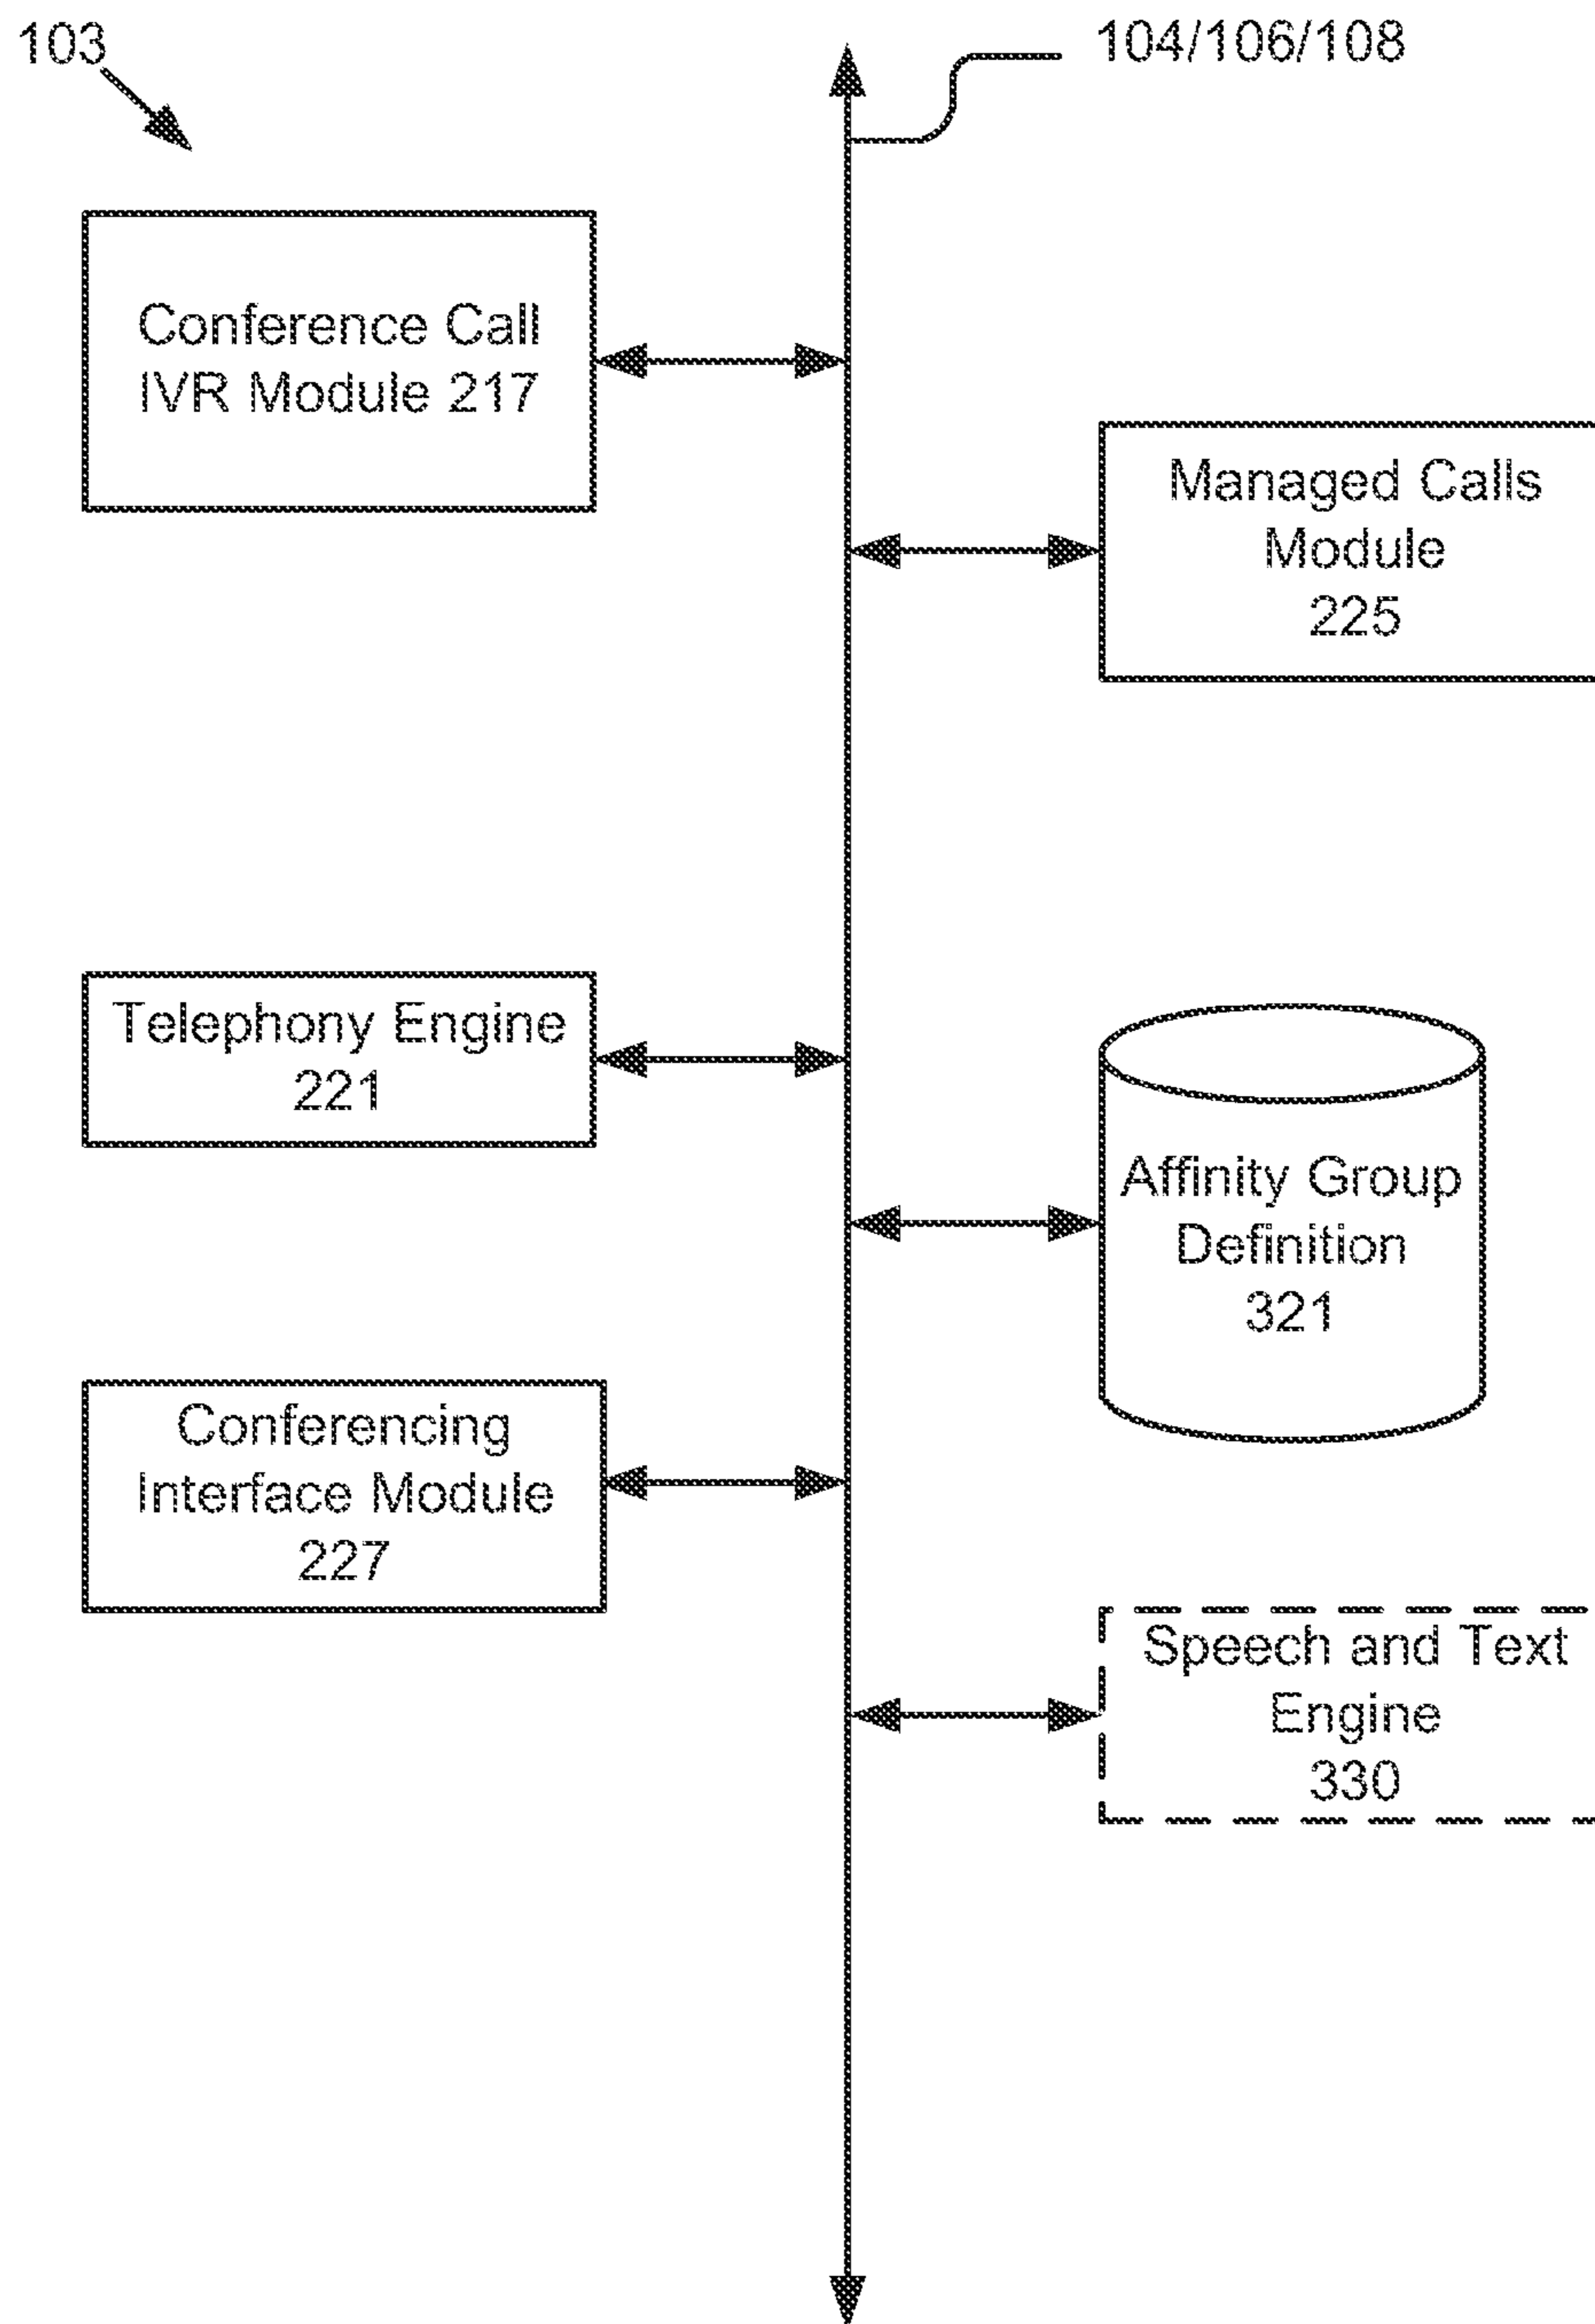 103
104/106/108
Conference Call
IVR Module 217
Managed Calls
Module
225
Telephony Engine
221
Affinity Group
Definition
321
Conferencing
Interface Module
227
Speech and Text
Engine
330